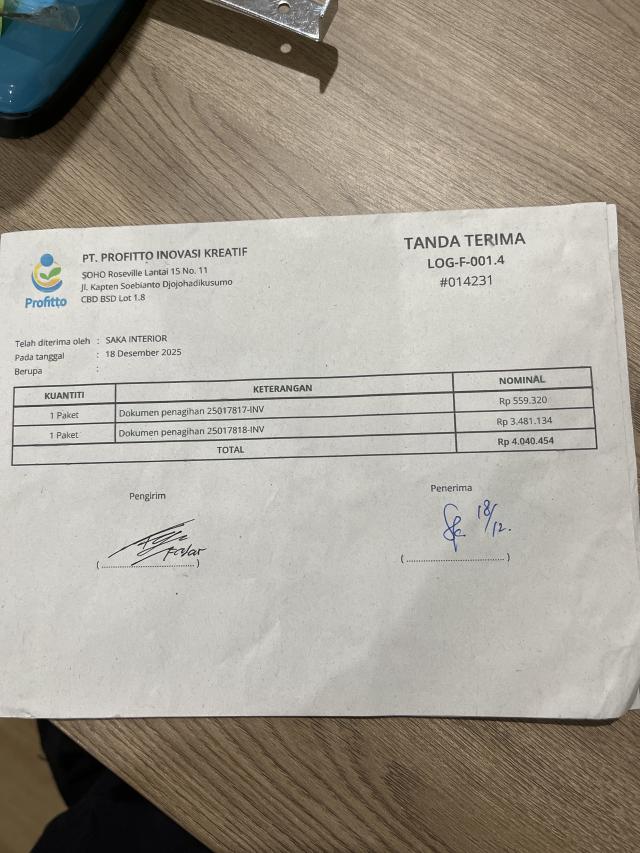 PT. PROFITTO INOVASI KREATIF
SOHO Roseville Lantai 15 No. 11
Jl. Kapten Soebianto Djojohadikusumo
CBD BSD Lot 1.8
Profitto
TANDA TERIMA
LOG-F-001.4
#014231
Telah diterima oleh : SAKA INTERIOR
Pada tanggal : 18 Desember 2025
Berupa :
KUANTITI KETERANGAN NOMINAL
1 Paket Dokumen penagihan 25017817-INV Rp 559.320
1 Paket Dokumen penagihan 25017818-INV Rp 3.481.134
TOTAL Rp 4.040.454
Pengirim Penerima
18/12.
(..............................) (..............................)